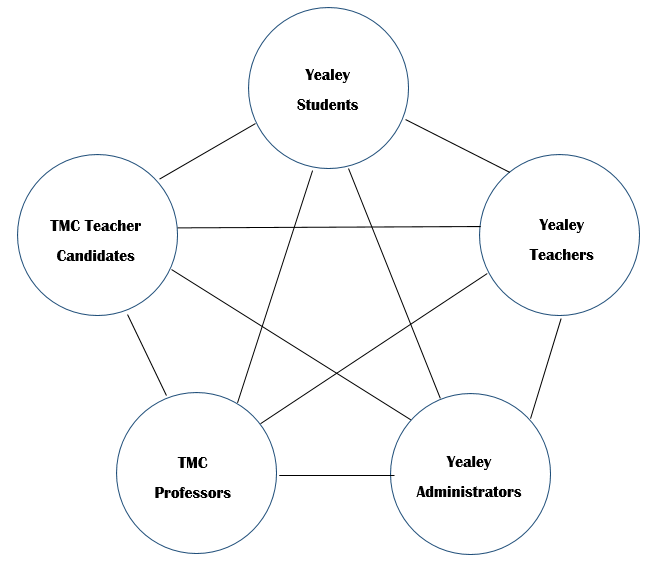 Yealey
Students
TMC Teacher
Candidates
Yealey
Teachers
TMC
Professors
Yealey
Administrators